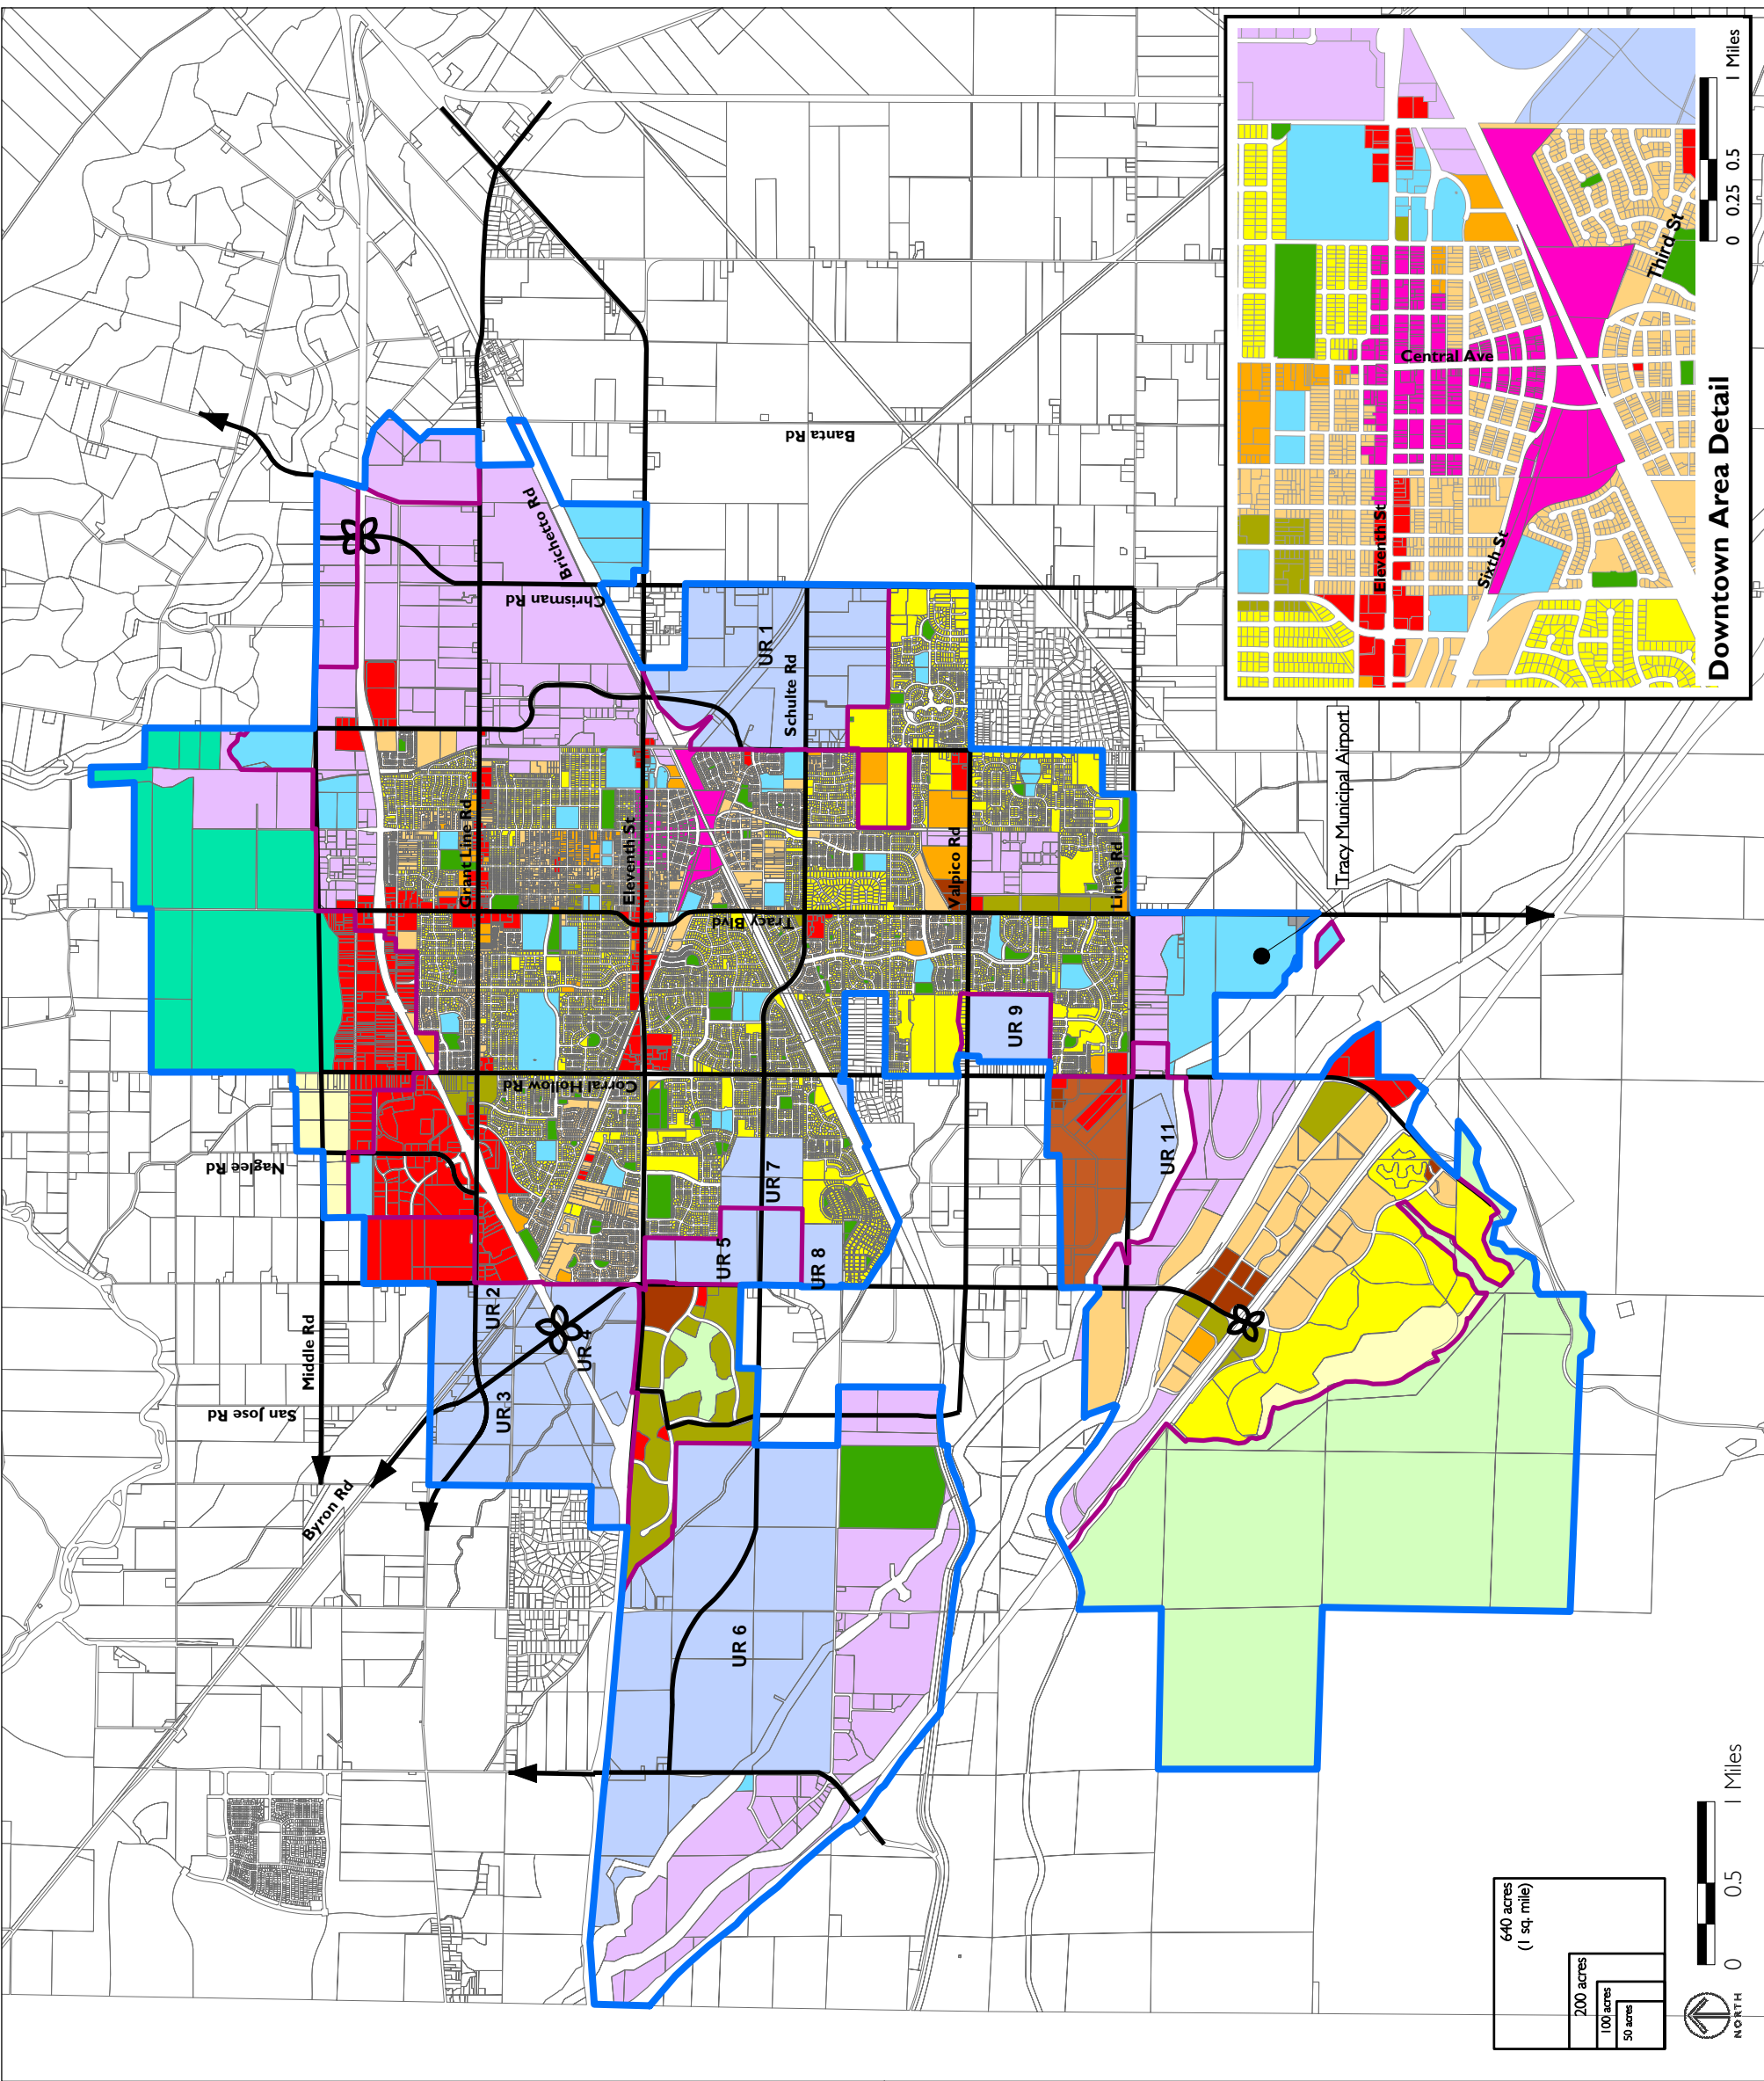 Middle Rd
Byron Rd
San Jose Rd
Naglee Rd
Corral Hollow Rd
Grant Line Rd
Eleventh St
Tracy Blvd
Schulte Rd
Valpico Rd
Linne Rd
Chrisman Rd
Brichetto Rd
Banta Rd
UR 1
UR 2
UR 3
UR 4
UR 5
UR 6
UR 7
UR 8
UR 9
UR 11
Tracy Municipal Airport
Central Ave
Eleventh St
Sixth St
Third St
Downtown Area Detail
0 0.25 0.5 1 Miles
640 acres
(1 sq. mile)
200 acres
100 acres
50 acres
NORTH
0 0.5 1 Miles